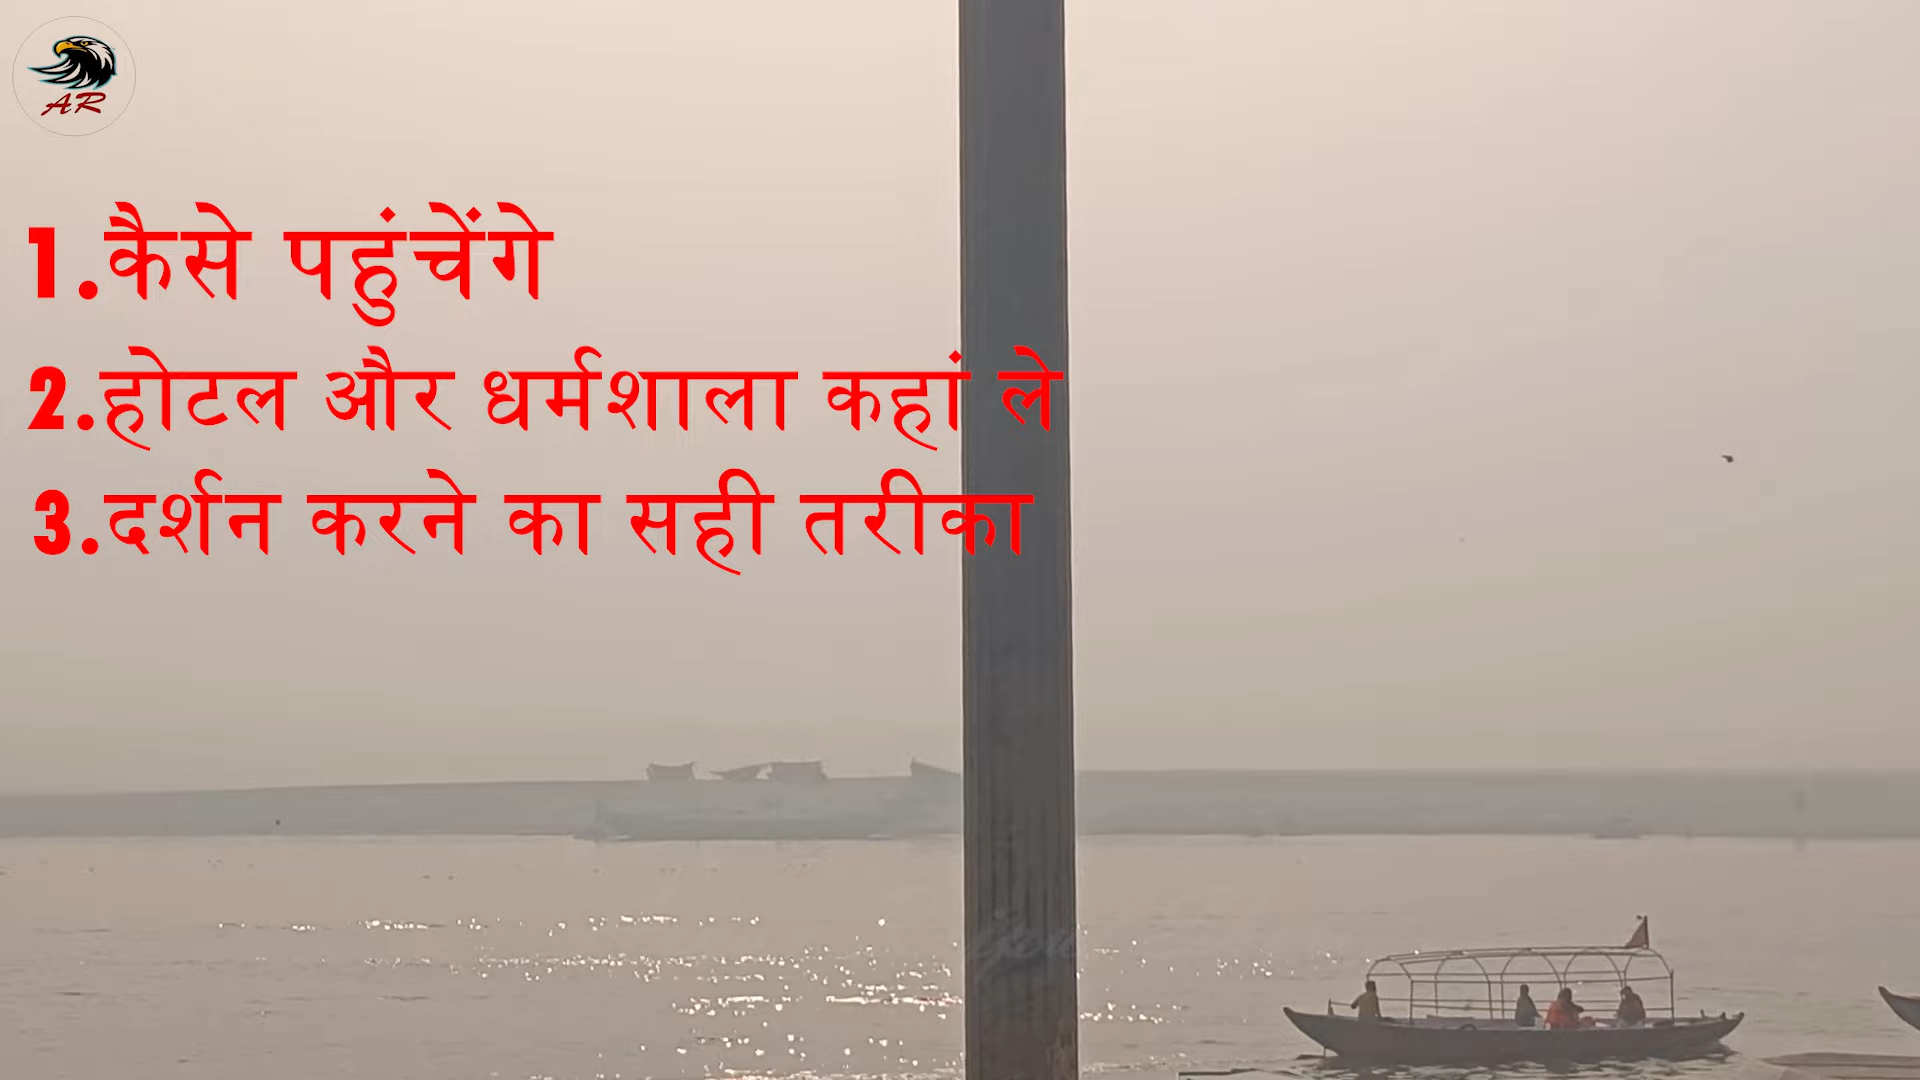 AR
1.कैसे पहुंचेंगे
2.होटल और धर्मशाला कहां ले
3.दर्शन करने का सही तरीका